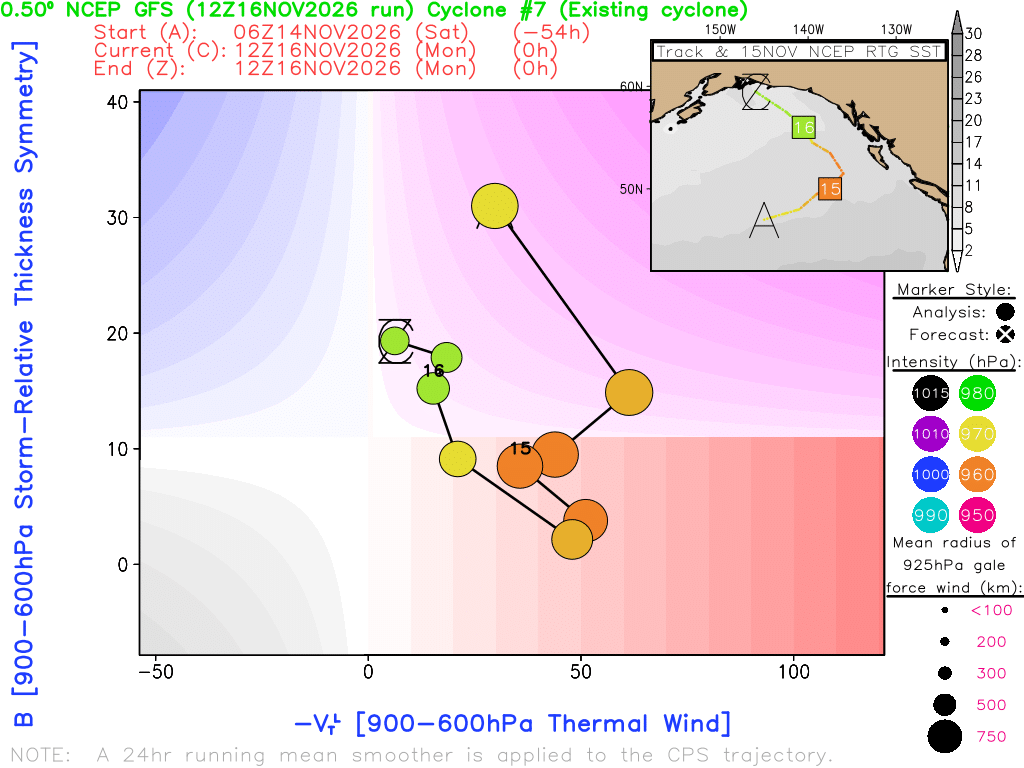 0.50° NCEP GFS (12Z16NOV2026 run) Cyclone #7 (Existing cyclone)
Start (A): 06Z14NOV2026 (Sat) (−54h)
Current (C): 12Z16NOV2026 (Mon) (0h)
End (Z): 12Z16NOV2026 (Mon) (0h)
150W 140W 130W
Track & 15NOV NCEP RTG SST
60N
50N
16
15
A
Z
30
28
26
23
20
17
14
11
8
5
2
B [900−600hPa Storm−Relative Thickness Symmetry]
40
30
20
10
0
A
C
Z
16
15
−50 0 50 100
−VTL [900−600hPa Thermal Wind]
Marker Style:
Analysis:
Forecast:
Intensity (hPa):
1015 980
1010 970
1000 960
990 950
Mean radius of
925hPa gale
force wind (km):
<100
200
300
500
750
NOTE: A 24hr running mean smoother is applied to the CPS trajectory.